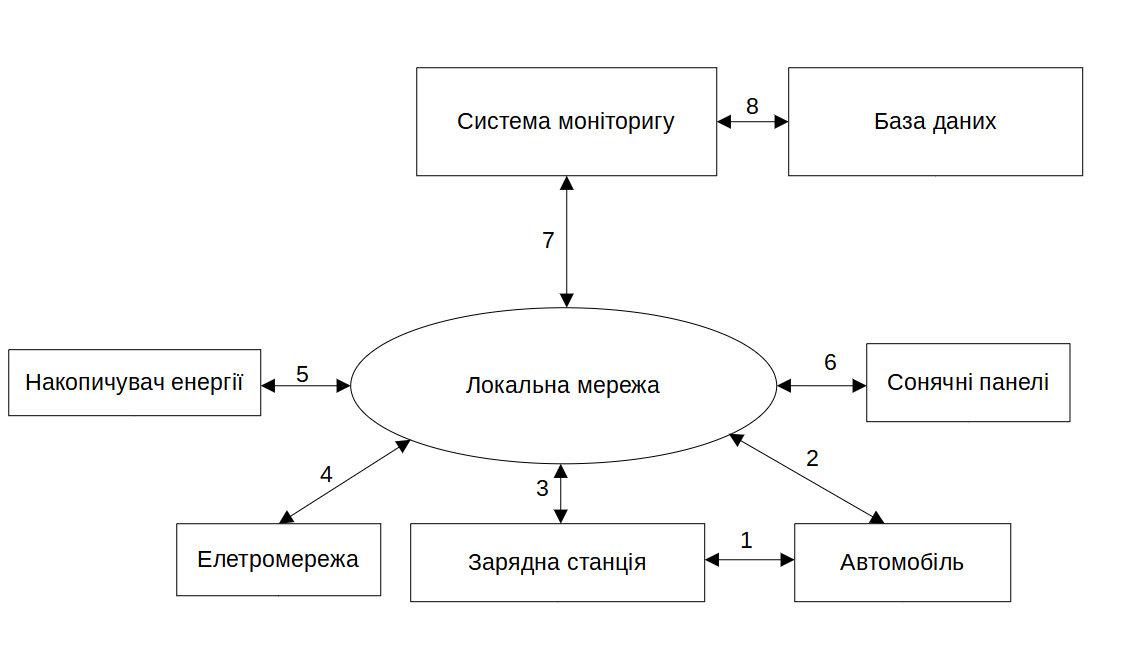 Система моніторигу
8
База даних
7
Накопичувач енергії
5
Локальна мережа
6
Сонячні панелі
4
3
2
Елетромережа
Зарядна станція
1
Автомобіль